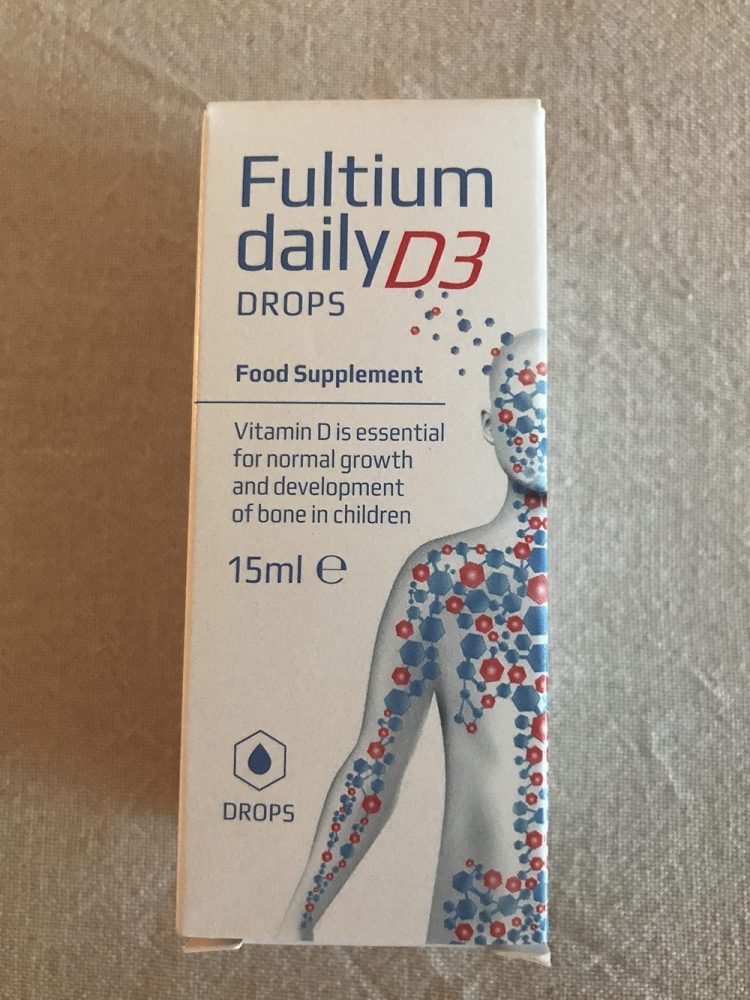 Fultium
dailyD3
DROPS
Food Supplement
Vitamin D is essential
for normal growth
and development
of bone in children
15ml ℮
DROPS